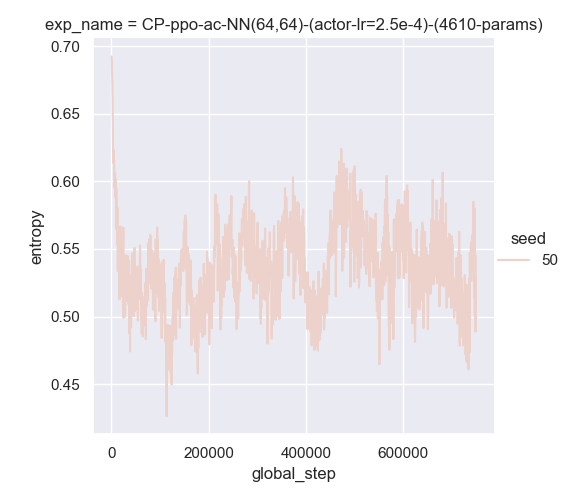 exp_name = CP-ppo-ac-NN(64,64)-(actor-lr=2.5e-4)-(4610-params)
0.70
0.65
0.60
0.55
0.50
0.45
entropy
0
200000
400000
600000
global_step
seed
50